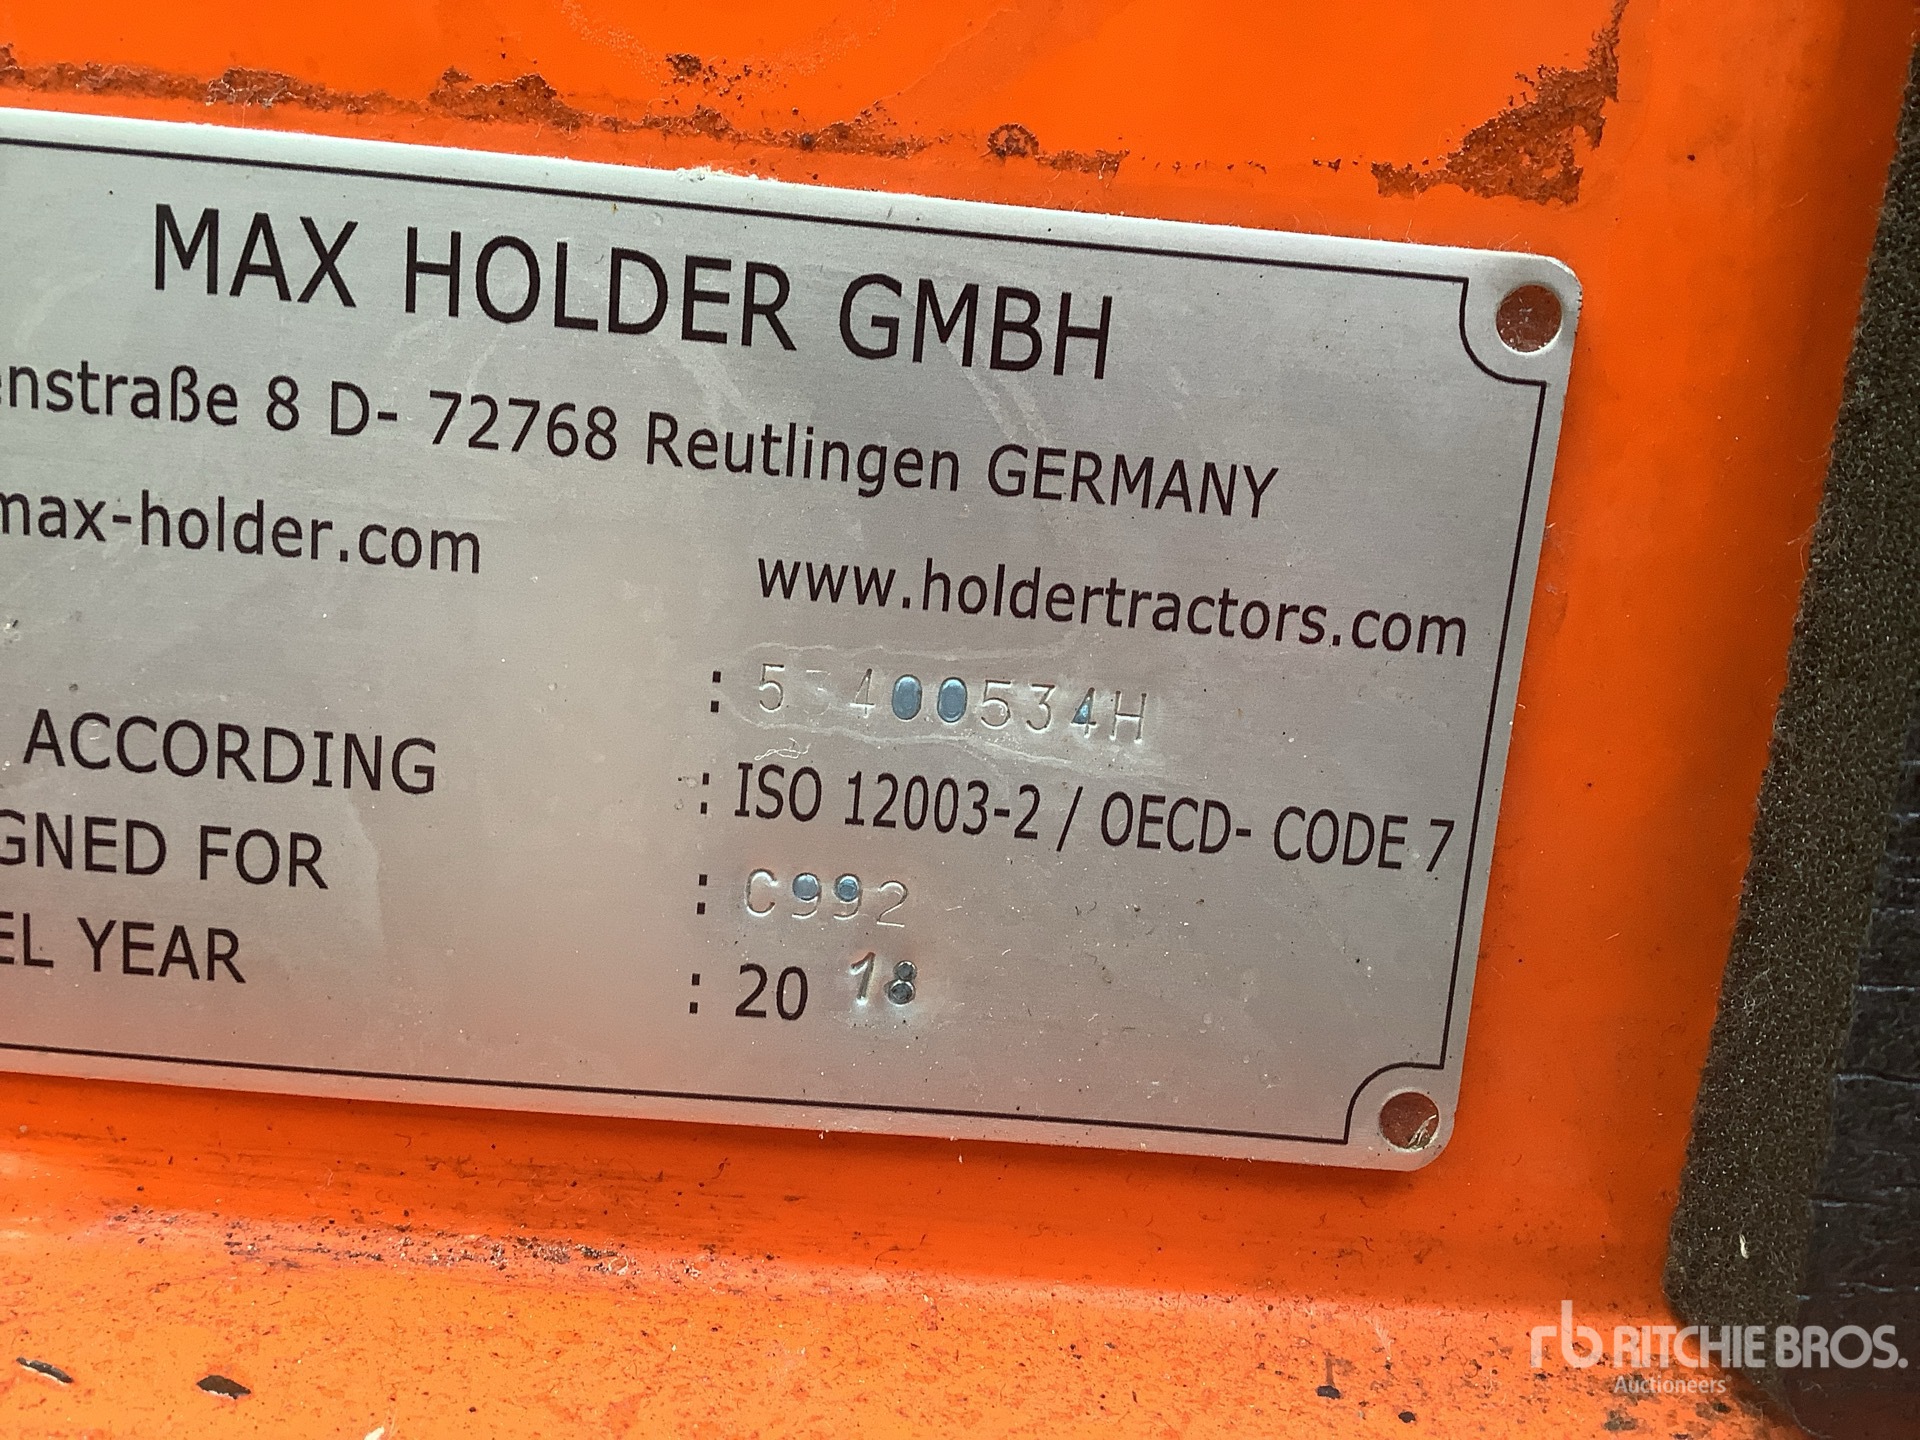 MAX HOLDER GMBH
enstraße 8 D- 72768 Reutlingen GERMANY
max-holder.com
www.holdertractors.com
:
ACCORDING : ISO 12003-2 / OECD- CODE 7
GNED FOR : C992
EL YEAR : 20 18
rb RITCHIE BROS.
Auctioneers